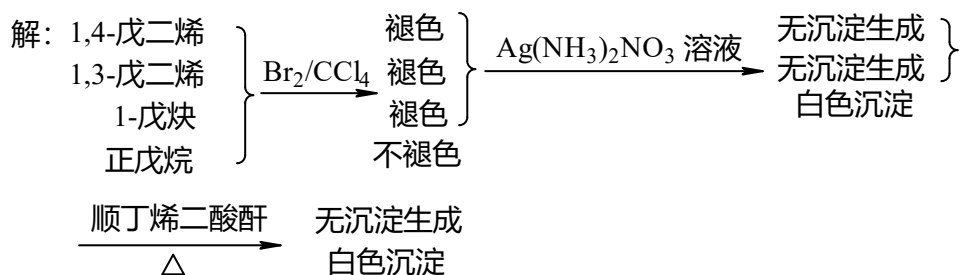 解：1,4-戊二烯 褪色 无沉淀生成
1,3-戊二烯 Br₂/CCl₄ 褪色 Ag(NH₃)₂NO₃ 溶液 无沉淀生成
1-戊炔 褪色 白色沉淀
正戊烷 不褪色
顺丁烯二酸酐 无沉淀生成
△ 白色沉淀